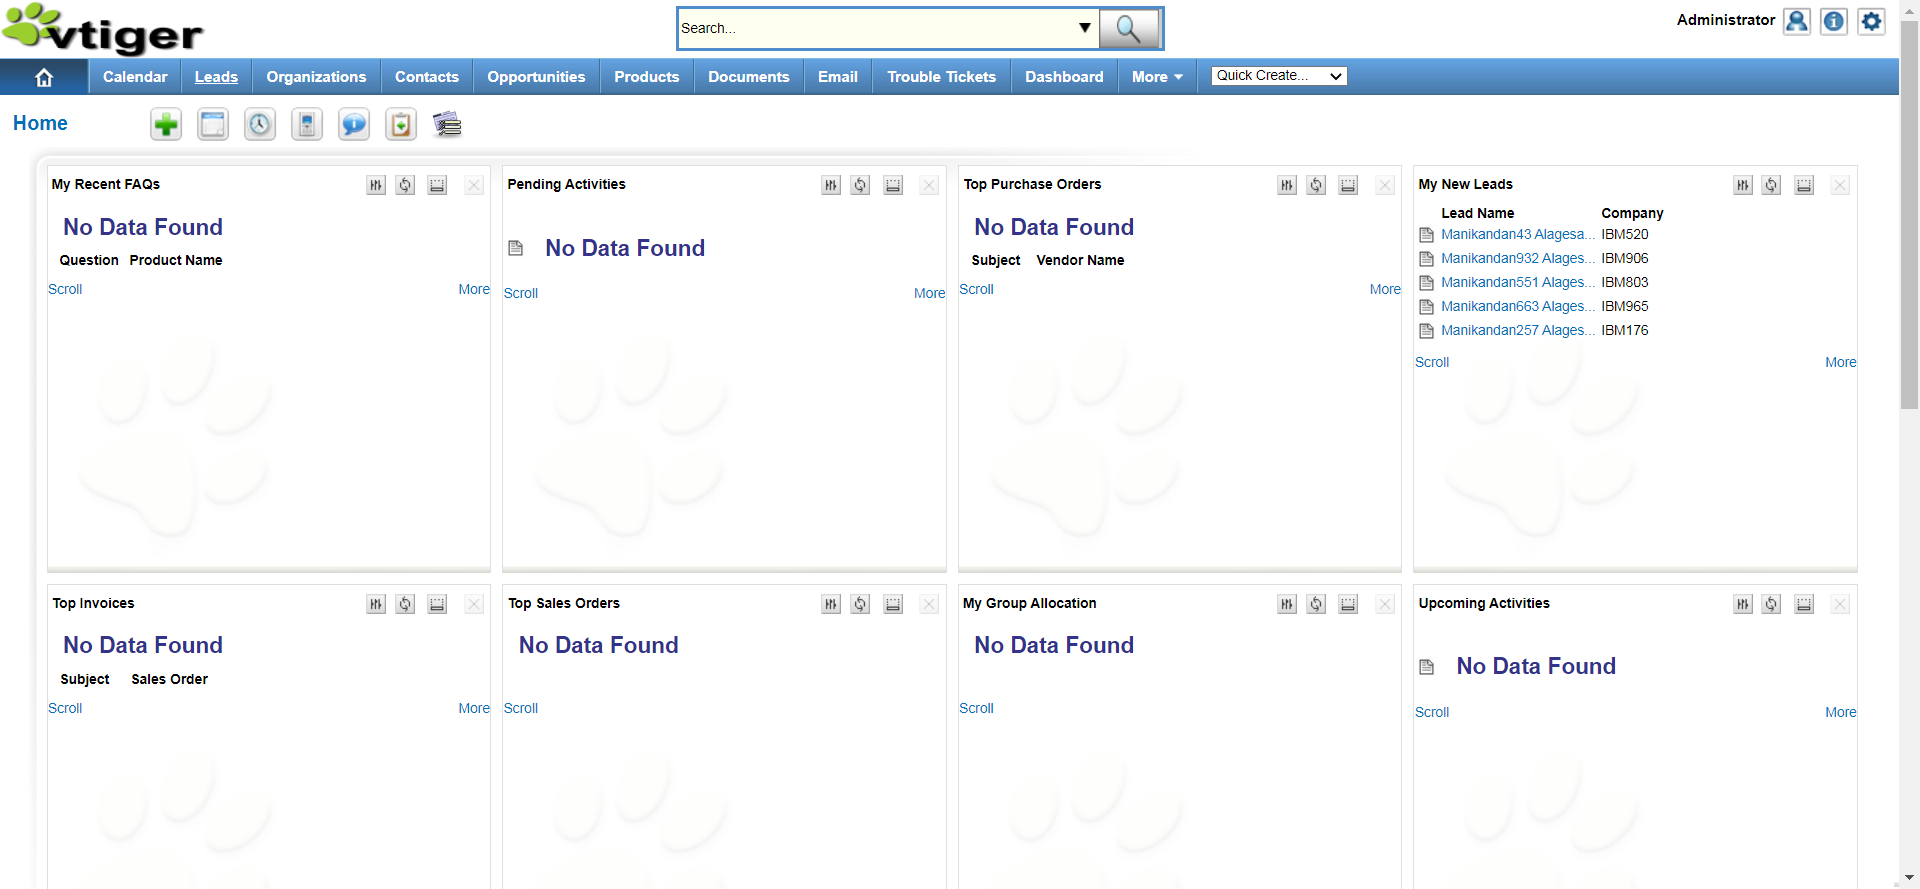 vtiger
Search...
Administrator
Calendar Leads Organizations Contacts Opportunities Products Documents Email Trouble Tickets Dashboard More Quick Create...
Home
My Recent FAQs
No Data Found
Question Product Name
Scroll More
Pending Activities
No Data Found
Scroll More
Top Purchase Orders
No Data Found
Subject Vendor Name
Scroll More
My New Leads
Lead Name Company
Manikandan43 Alagesa... IBM520
Manikandan932 Alages... IBM906
Manikandan551 Alages... IBM803
Manikandan663 Alages... IBM965
Manikandan257 Alages... IBM176
Scroll More
Top Invoices
No Data Found
Subject Sales Order
Scroll More
Top Sales Orders
No Data Found
Scroll
My Group Allocation
No Data Found
Scroll
Upcoming Activities
No Data Found
Scroll More